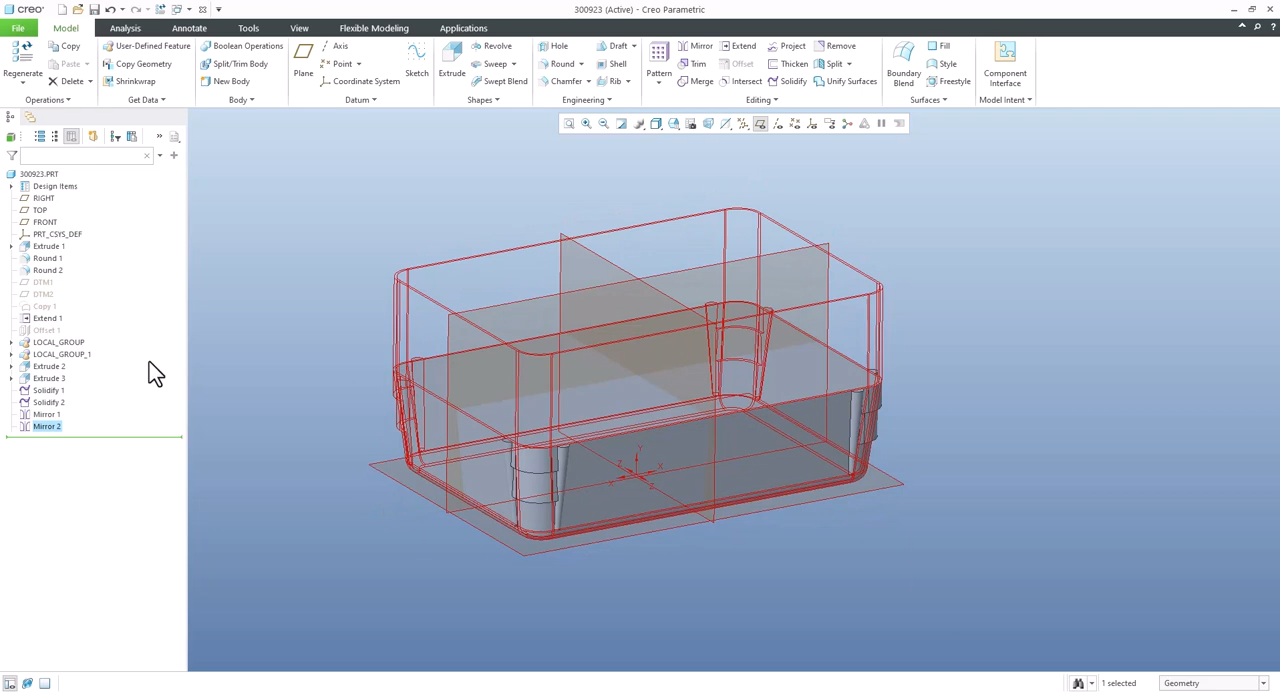 creo
300923 (Active) - Creo Parametric
File Model Analysis Annotate Tools View Flexible Modeling Applications
Regenerate
Copy
Paste
Delete
Operations
User-Defined Feature
Copy Geometry
Shrinkwrap
Get Data
Boolean Operations
Split/Trim Body
New Body
Body
Plane
Axis
Point
Coordinate System
Sketch
Datum
Extrude
Revolve
Sweep
Swept Blend
Shapes
Hole
Round
Chamfer
Draft
Shell
Rib
Engineering
Pattern
Mirror
Trim
Merge
Extend
Offset
Intersect
Project
Thicken
Solidify
Remove
Split
Unify Surfaces
Editing
Boundary
Blend
Fill
Style
Freestyle
Surfaces
Component
Interface
Model Intent
300923.PRT
Design Items
RIGHT
TOP
FRONT
PRT_CSYS_DEF
Extrude 1
Round 1
Round 2
DTM1
DTM2
Copy 1
Extend 1
Offset 1
LOCAL_GROUP
LOCAL_GROUP_1
Extrude 2
Extrude 3
Solidify 1
Solidify 2
Mirror 1
Mirror 2
Y
Z X
X Z
1 selected
Geometry